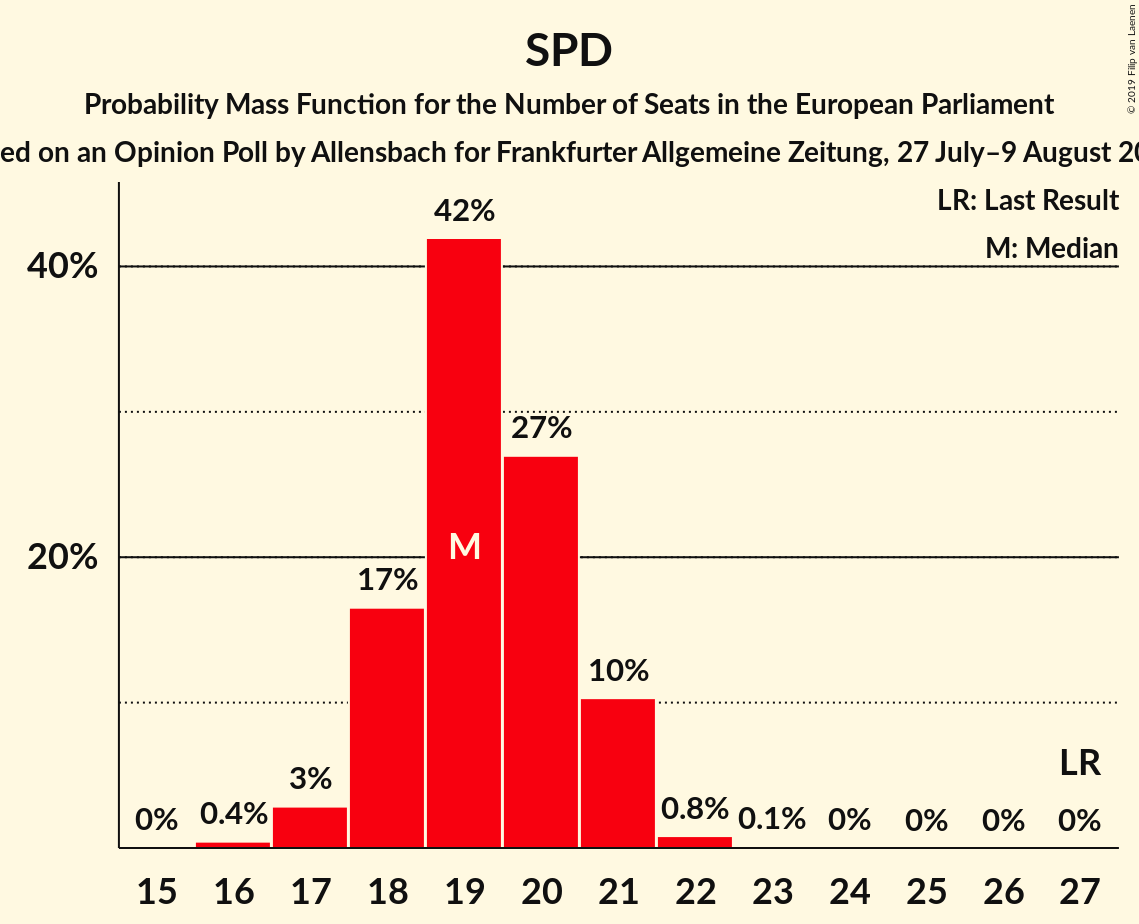 SPD
Probability Mass Function for the Number of Seats in the European Parliament
ed on an Opinion Poll by Allensbach for Frankfurter Allgemeine Zeitung, 27 July–9 August 20
© 2019 Filip van Laenen
LR: Last Result
M: Median
42%
40%
27%
M
20%
17%
10%
LR
3%
0% 0.4% 0.8% 0.1% 0% 0% 0% 0%
15 16 17 18 19 20 21 22 23 24 25 26 27